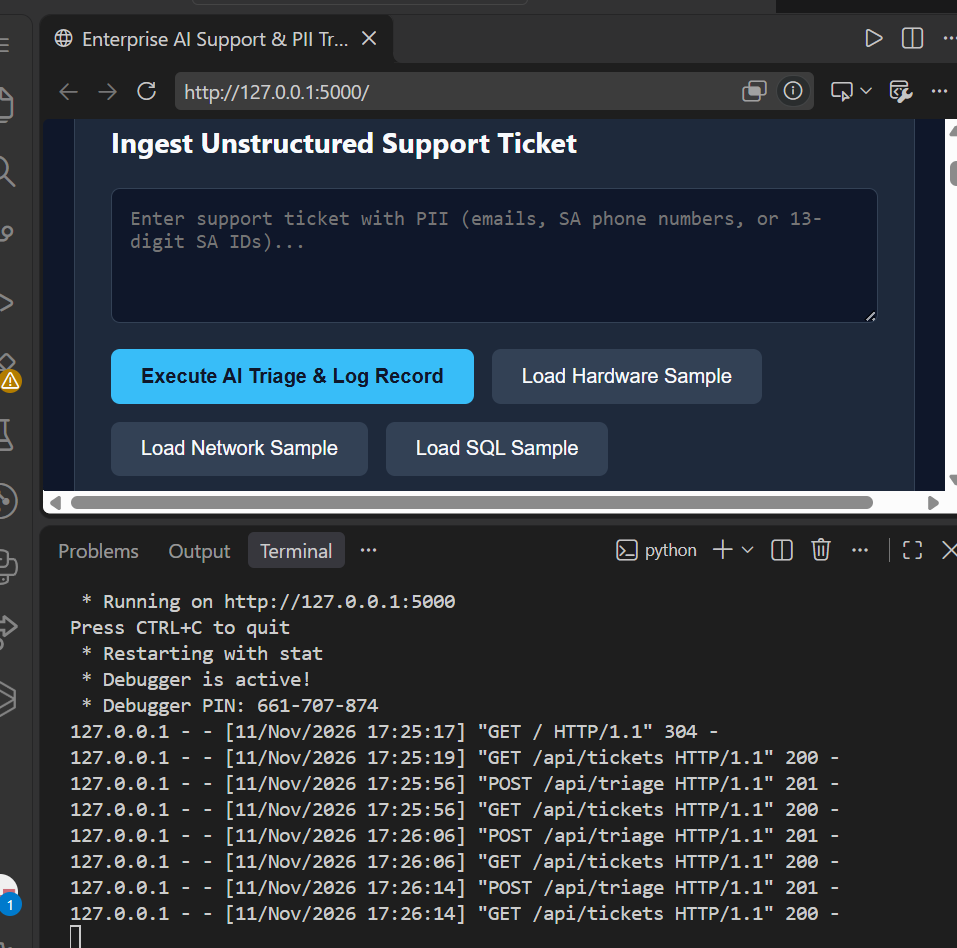 Enterprise AI Support & PII Tr...
http://127.0.0.1:5000/
Ingest Unstructured Support Ticket
Enter support ticket with PII (emails, SA phone numbers, or 13-
digit SA IDs)...
Execute AI Triage & Log Record
Load Hardware Sample
Load Network Sample
Load SQL Sample
Problems
Output
Terminal
python
* Running on http://127.0.0.1:5000
Press CTRL+C to quit
* Restarting with stat
* Debugger is active!
* Debugger PIN: 661-707-874
127.0.0.1 - - [11/Nov/2026 17:25:17] "GET / HTTP/1.1" 304 -
127.0.0.1 - - [11/Nov/2026 17:25:19] "GET /api/tickets HTTP/1.1" 200 -
127.0.0.1 - - [11/Nov/2026 17:25:56] "POST /api/triage HTTP/1.1" 201 -
127.0.0.1 - - [11/Nov/2026 17:25:56] "GET /api/tickets HTTP/1.1" 200 -
127.0.0.1 - - [11/Nov/2026 17:26:06] "POST /api/triage HTTP/1.1" 201 -
127.0.0.1 - - [11/Nov/2026 17:26:06] "GET /api/tickets HTTP/1.1" 200 -
127.0.0.1 - - [11/Nov/2026 17:26:14] "POST /api/triage HTTP/1.1" 201 -
127.0.0.1 - - [11/Nov/2026 17:26:14] "GET /api/tickets HTTP/1.1" 200 -
1